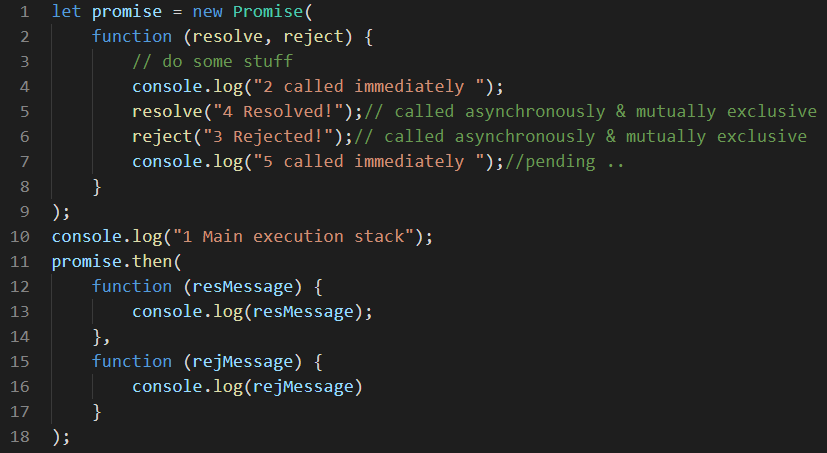 1 let promise = new Promise(
2     function (resolve, reject) {
3         // do some stuff
4         console.log("2 called immediately ");
5         resolve("4 Resolved!");// called asynchronously & mutually exclusive
6         reject("3 Rejected!");// called asynchronously & mutually exclusive
7         console.log("5 called immediately ");//pending ..
8     }
9 );
10 console.log("1 Main execution stack");
11 promise.then(
12     function (resMessage) {
13         console.log(resMessage);
14     },
15     function (rejMessage) {
16         console.log(rejMessage)
17     }
18 );